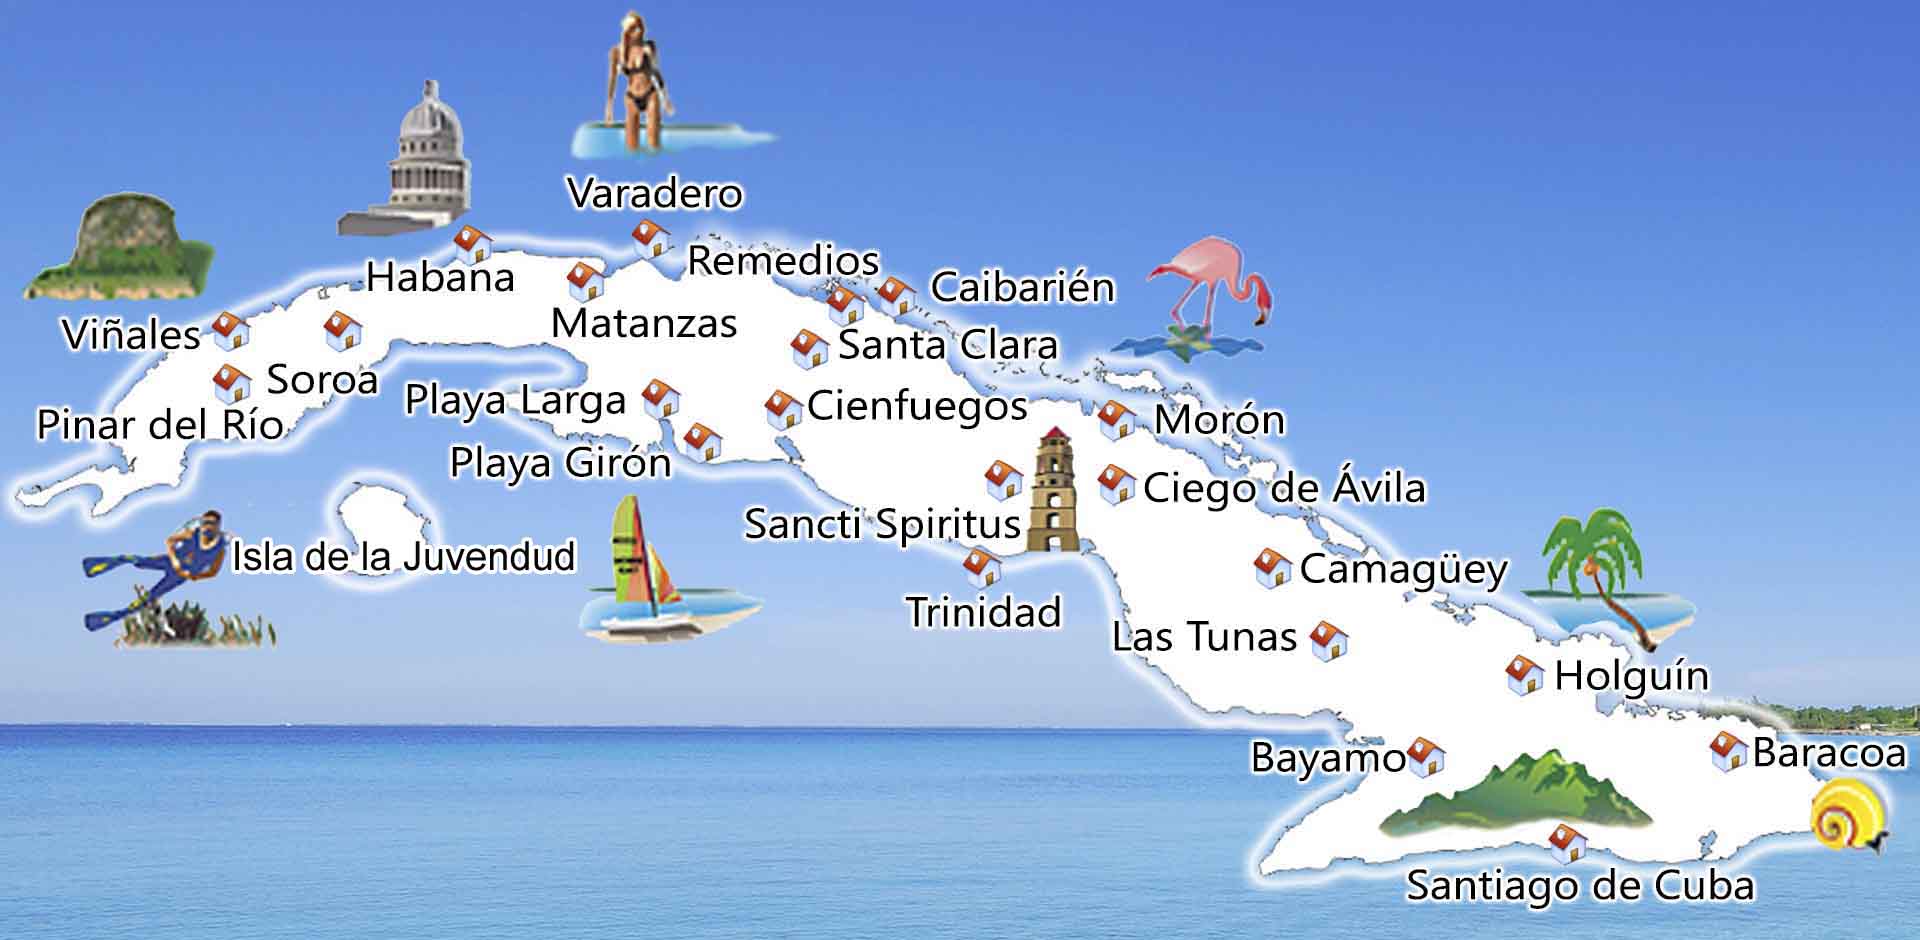 Varadero
Habana
Remedios
Caibarién
Viñales
Matanzas
Santa Clara
Soroa
Playa Larga
Cienfuegos
Pinar del Río
Morón
Playa Girón
Ciego de Ávila
Sancti Spiritus
Isla de la Juvendud
Camagüey
Trinidad
Las Tunas
Holguín
Bayamo
Baracoa
Santiago de Cuba